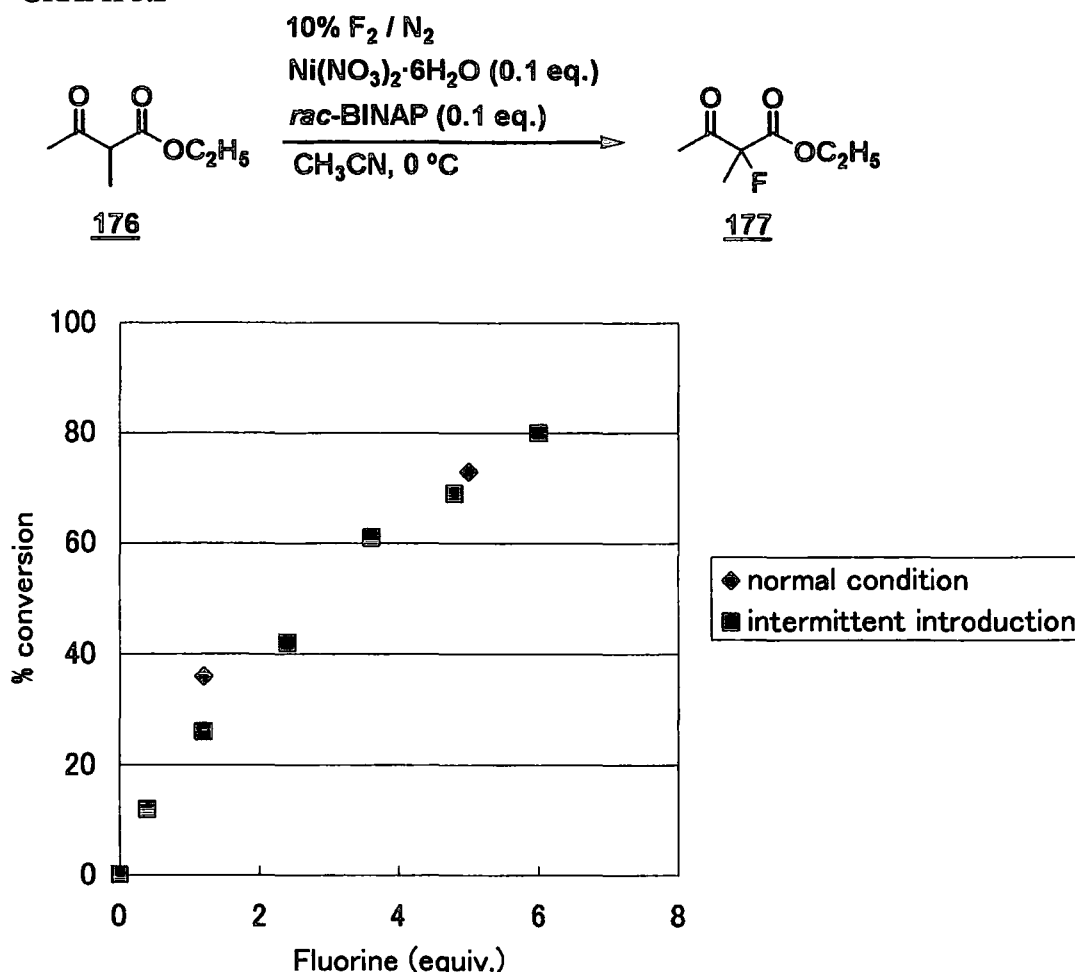 10% F₂ / N₂
Ni(NO₃)₂·6H₂O (0.1 eq.)
rac-BINAP (0.1 eq.)
CH₃CN, 0 ºC
O O
OC₂H₅
176
O O
OC₂H₅
F
177
100
80
60
40
20
0
% conversion
0 2 4 6 8
Fluorine (equiv.)
normal condition
intermittent introduction